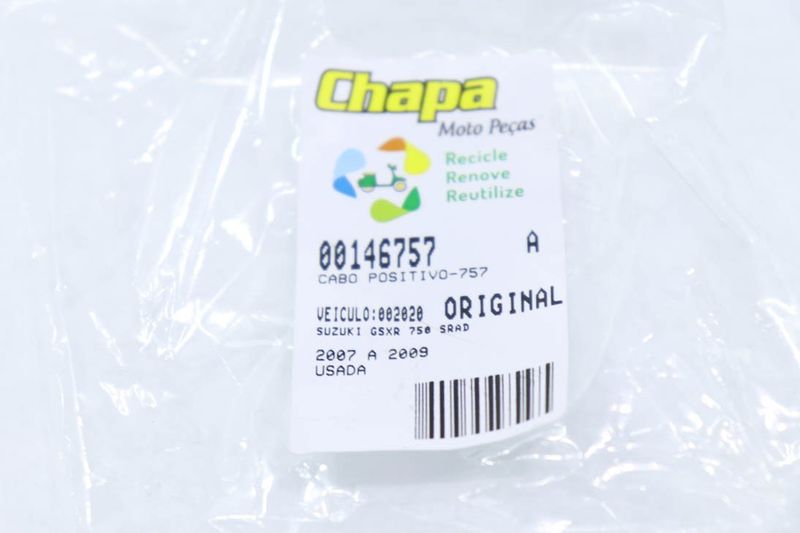 Chapa
Moto Peças
Recicle
Renove
Reutilize
00146757 A
CABO POSITIVO-757
VEICULO:002020 ORIGINAL
SUZUKI GSXR 750 SRAD
2007 A 2009
USADA